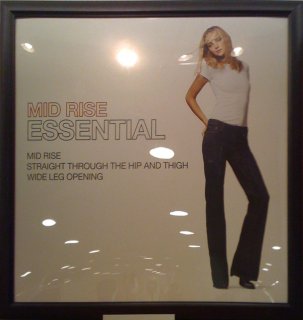 MID RISE
ESSENTIAL
MID RISE
STRAIGHT THROUGH THE HIP AND THIGH
WIDE LEG OPENING